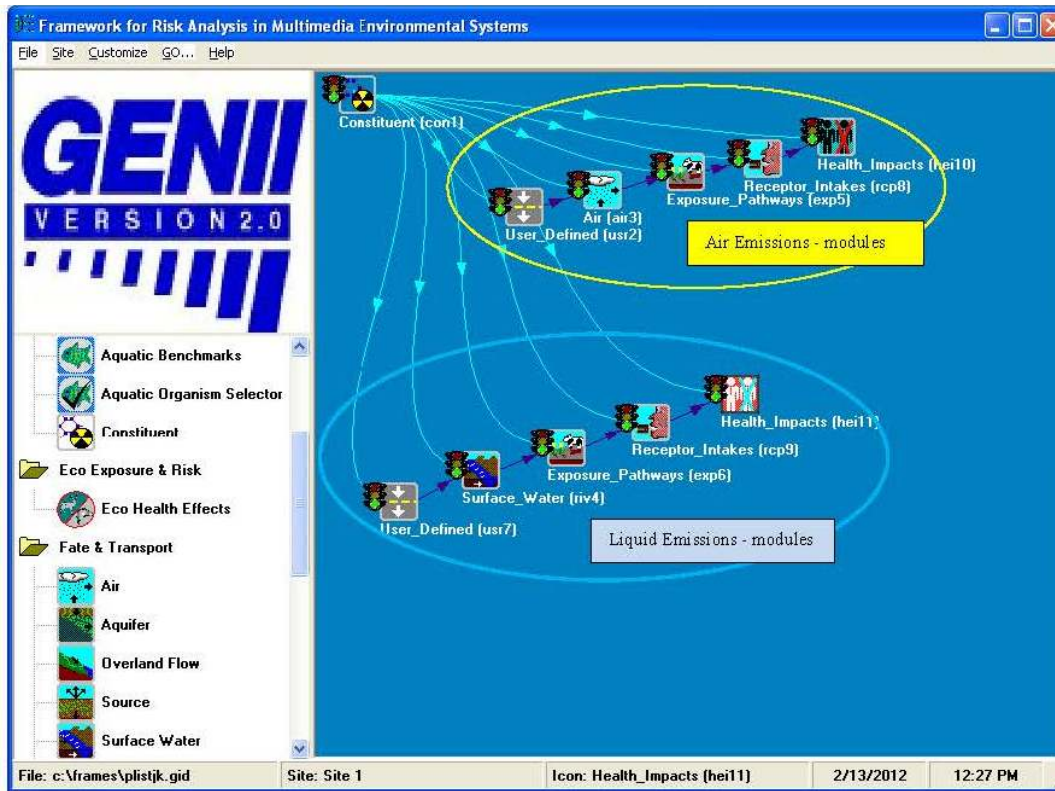 Framework for Risk Analysis in Multimedia Environmental Systems
File Site Customize GO... Help
GENII
VERSION 2.0
Aquatic Benchmarks
Aquatic Organism Selector
Constituent
Eco Exposure & Risk
Eco Health Effects
Fate & Transport
Air
Aquifer
Overland Flow
Source
Surface Water
Constituent (con1)
Health_Impacts (hei10)
Receptor_Intakes (rcp8)
Exposure_Pathways (exp5)
Air (air3)
User_Defined (usr2)
Air Emissions - modules
Health_Impacts (hei11)
Receptor_Intakes (rcp9)
Exposure_Pathways (exp6)
Surface_Water (riv4)
User_Defined (usr7)
Liquid Emissions - modules
File: c:\frames\plistjk.gid
Site: Site 1
Icon: Health_Impacts (hei11)
2/13/2012
12:27 PM